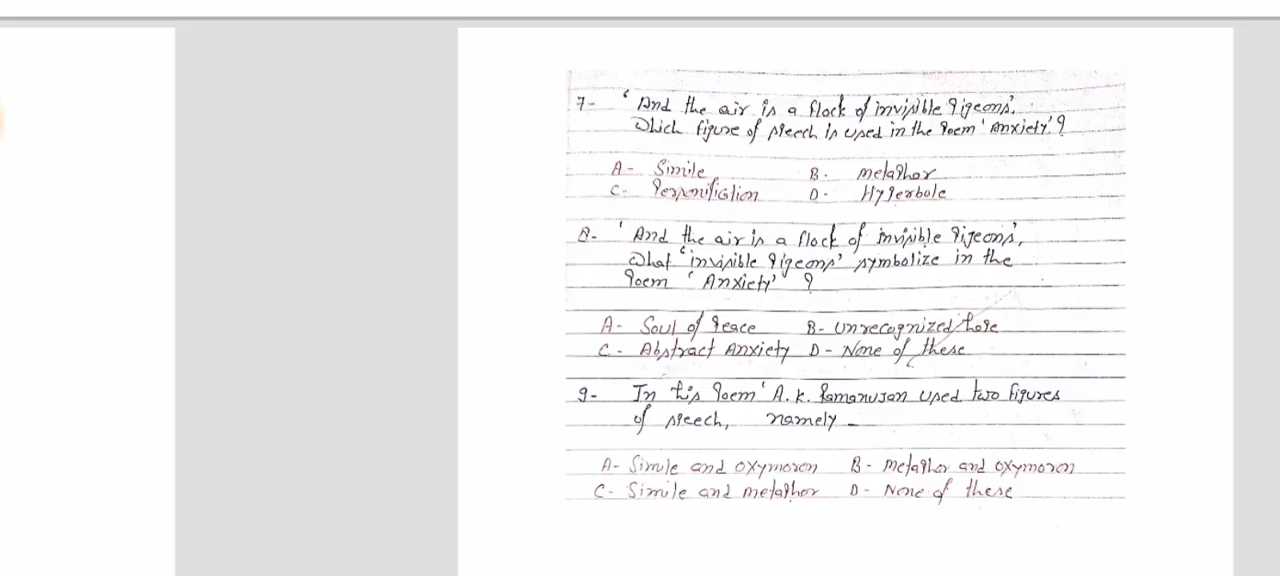 7- 'And the air is a flock of invisible pigeons'.
Which figure of speech is used in the poem 'Anxiety'?
A- Simile B. metaphor
C- Personification D. Hyperbole
8- 'And the air is a flock of invisible pigeons',
What 'invisible pigeons' symbolize in the
poem 'Anxiety' ?
A- Soul of peace B- unrecognized hope
C- Abstract Anxiety D- None of these
9- In his poem' A.K. Ramanujan used two figures
of speech, namely -
A- Simile and oxymoron B- metaphor and oxymoron
C- Simile and metaphor D- None of these